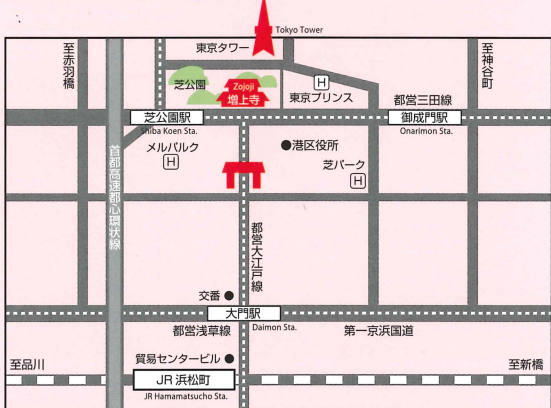 Tokyo Tower
東京タワー
至赤羽橋
至神谷町
芝公園
Zojoji
増上寺
H
東京プリンス
都営三田線
芝公園駅
Shiba Koen Sta.
御成門駅
Onarimon Sta.
メルパルク
H
港区役所
芝パーク
H
首都高速都心環状線
都営大江戸線
交番
大門駅
Daimon Sta.
都営浅草線
第一京浜国道
貿易センタービル
至品川
至新橋
JR 浜松町
JR Hamamatsucho Sta.